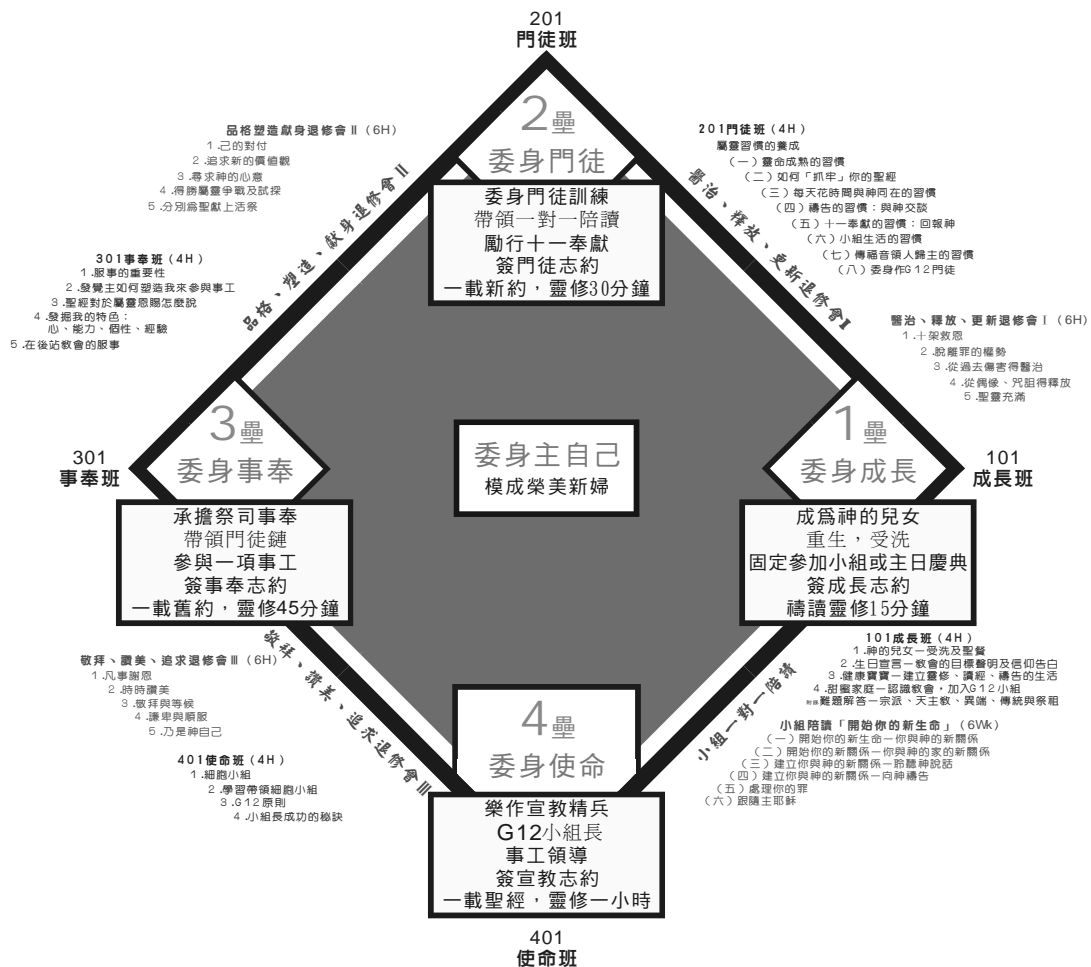 201
門徒班
2壘
委身門徒
委身門徒訓練
帶領一對一陪讀
勵行十一奉獻
簽門徒志約
一載新約，靈修30分鐘
品格塑造獻身退修會Ⅱ（6H）
1.己的對付
2.追求新的價值觀
3.尋求神的心意
4.得勝屬靈爭戰及試探
5.分別為聖獻上活祭
品格、塑造、獻身退修會Ⅱ
301事奉班（4H）
1.服事的重要性
2.發覺主如何塑造我來參與事工
3.聖經對於屬靈恩賜怎麼說
4.發掘我的特色：
心、能力、個性、經驗
5.在後站教會的服事
201門徒班（4H）
屬靈習慣的養成
（一）靈命成熟的習慣
（二）如何「抓牢」你的聖經
（三）每天花時間與神同在的習慣
（四）禱告的習慣：與神交談
（五）十一奉獻的習慣：回報神
（六）小組生活的習慣
（七）傳福音領人歸主的習慣
（八）委身作G12門徒
醫治、釋放、更新退修會Ⅰ
醫治、釋放、更新退修會Ⅰ（6H）
1.十架救恩
2.脫離罪的權勢
3.從過去傷害得醫治
4.從偶像、咒詛得釋放
5.聖靈充滿
301
事奉班
3壘
委身事奉
承擔祭司事奉
帶領門徒鏈
參與一項事工
簽事奉志約
一載舊約，靈修45分鐘
委身主自己
模成榮美新婦
1壘
委身成長
101
成長班
成爲神的兒女
重生，受洗
固定參加小組或主日慶典
簽成長志約
禱讀靈修15分鐘
敬拜、讚美、追求退修會Ⅲ（6H）
1.凡事謝恩
2.時時讚美
3.敬拜與等候
4.謙卑與順服
5.乃是神自己
敬拜、讚美、追求退修會Ⅲ
401使命班（4H）
1.細胞小組
2.學習帶領細胞小組
3.G12原則
4.小組長成功的秘訣
101成長班（4H）
1.神的兒女－受洗及聖餐
2.生日宣言－教會的目標聲明及信仰告白
3.健康寶寶－建立靈修、讀經、禱告的生活
4.甜蜜家庭－認識教會，加入G12小組
附錄難題解答－宗派、天主教、異端、傳統與祭祖
小組一對一陪讀
小組陪讀「開始你的新生命」（6Wk）
（一）開始你的新生命－你與神的新關係
（二）開始你的新關係－你與神的家的新關係
（三）建立你與神的新關係－聆聽神說話
（四）建立你與神的新關係－向神禱告
（五）處理你的罪
（六）跟隨主耶穌
4壘
委身使命
樂作宣教精兵
G12小組長
事工領導
簽宣教志約
一載聖經，靈修一小時
401
使命班